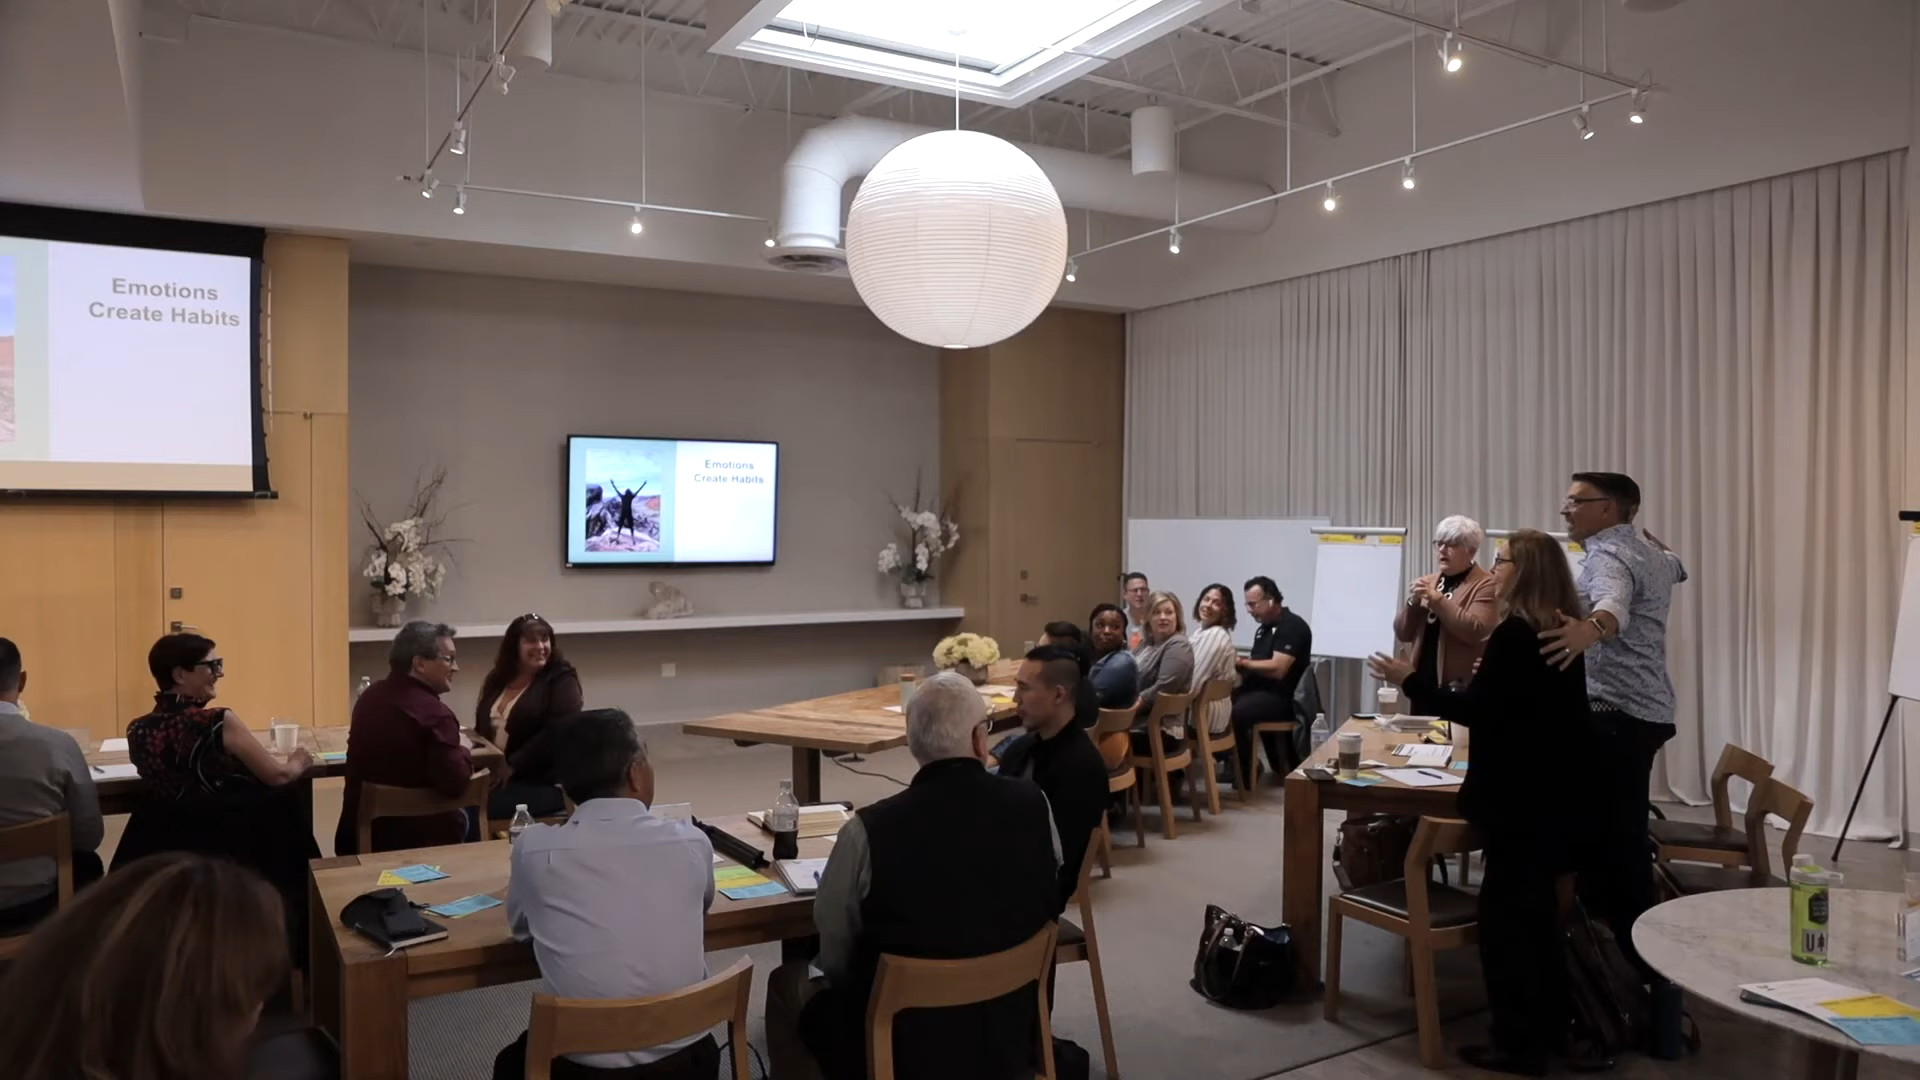 Emotions
Create Habits
Emotions
Create Habits
U